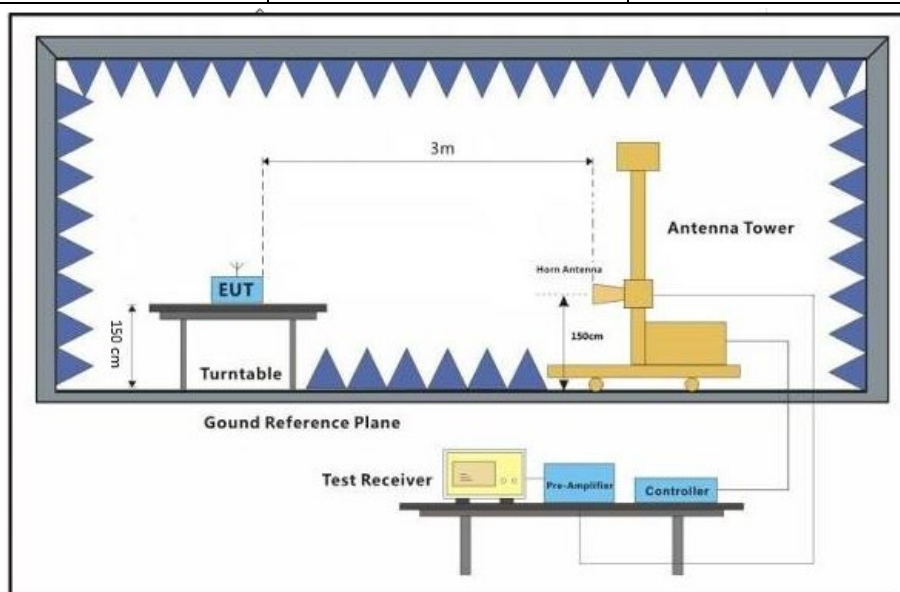 3m
Antenna Tower
Horn Antenna
EUT
150 cm
150cm
Turntable
Gound Reference Plane
Test Receiver
Pre-Amplifier
Controller